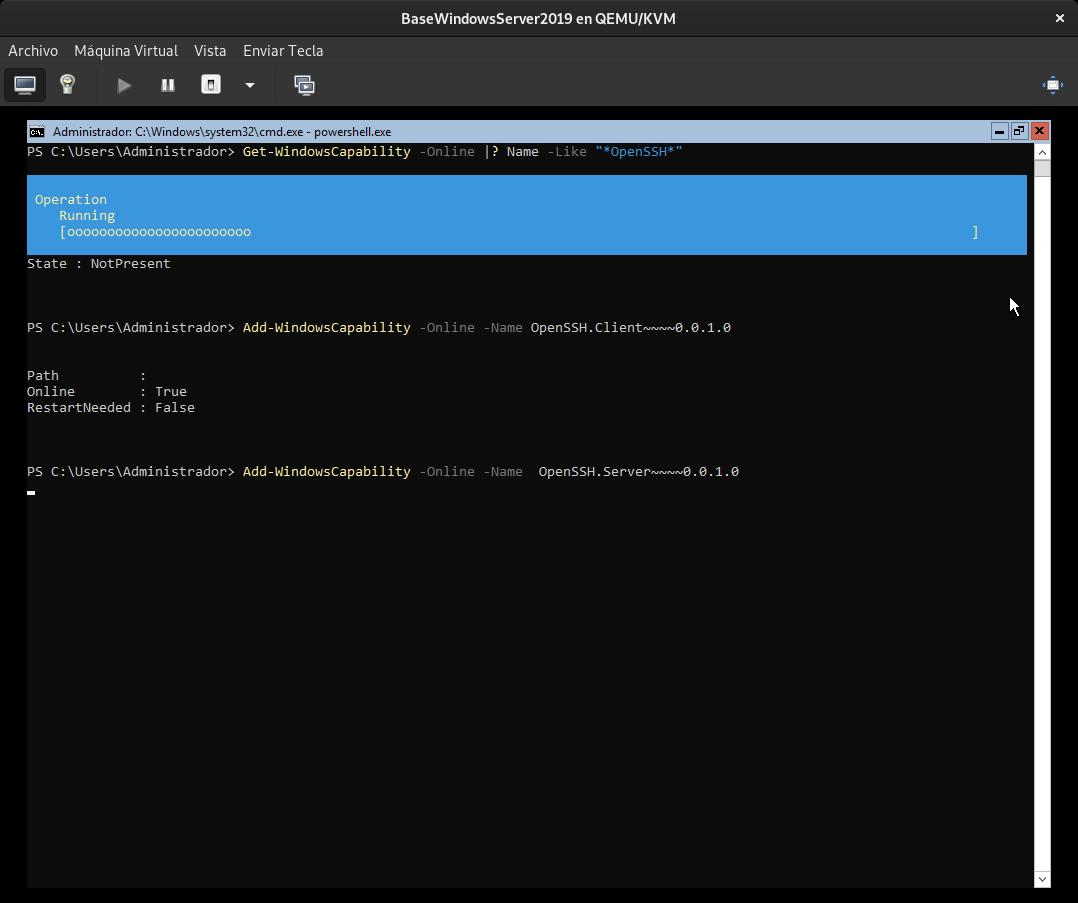 BaseWindowsServer2019 en QEMU/KVM
Archivo Máquina Virtual Vista Enviar Tecla
Administrador: C:\Windows\system32\cmd.exe - powershell.exe
PS C:\Users\Administrador> Get-WindowsCapability -Online |? Name -Like "*OpenSSH*"
Operation
Running
[ooooooooooooooooooooooo ]
State : NotPresent
PS C:\Users\Administrador> Add-WindowsCapability -Online -Name OpenSSH.Client~~~~0.0.1.0
Path :
Online : True
RestartNeeded : False
PS C:\Users\Administrador> Add-WindowsCapability -Online -Name  OpenSSH.Server~~~~0.0.1.0